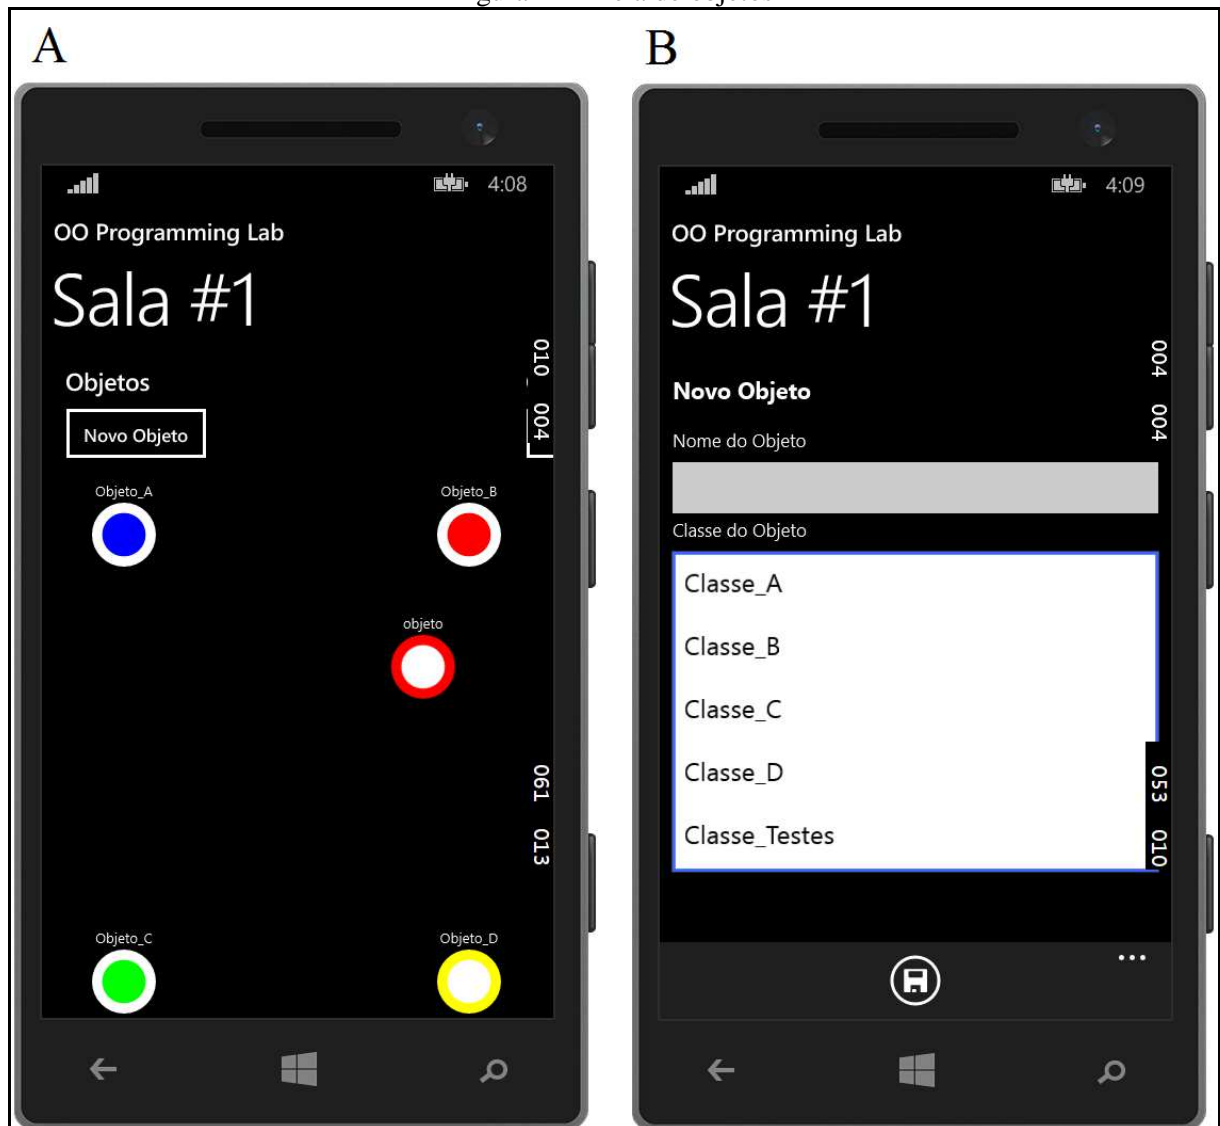 A
4:08
OO Programming Lab
Sala #1
010
004
Objetos
Novo Objeto
Objeto_A
Objeto_B
objeto
061
013
Objeto_C
Objeto_D
B
4:09
OO Programming Lab
Sala #1
004
004
Novo Objeto
Nome do Objeto
Classe do Objeto
Classe_A
Classe_B
Classe_C
Classe_D
Classe_Testes
053
010